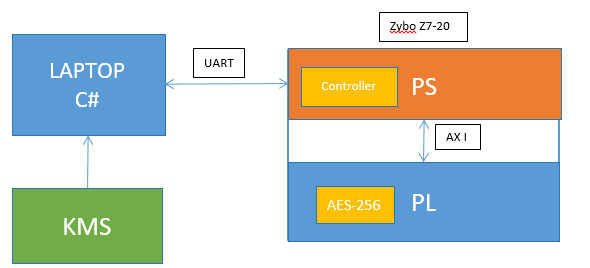 Zybo Z7-20
LAPTOP
C#
UART
Controller
PS
AX I
AES-256
PL
KMS